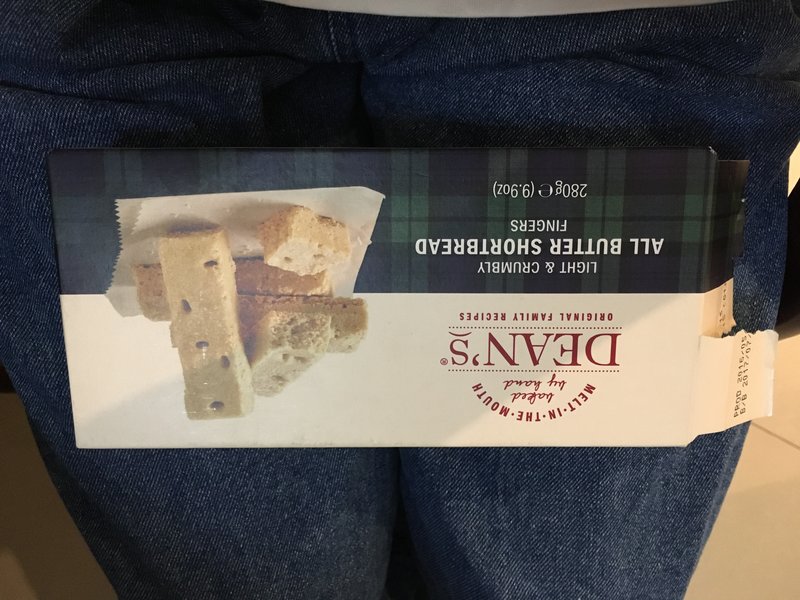 MELT·IN·THE·MOUTH
baked
by hand
DEAN'S®
ORIGINAL FAMILY RECIPES
LIGHT & CRUMBLY
ALL BUTTER SHORTBREAD
FINGERS
280g ℮ (9.9oz)